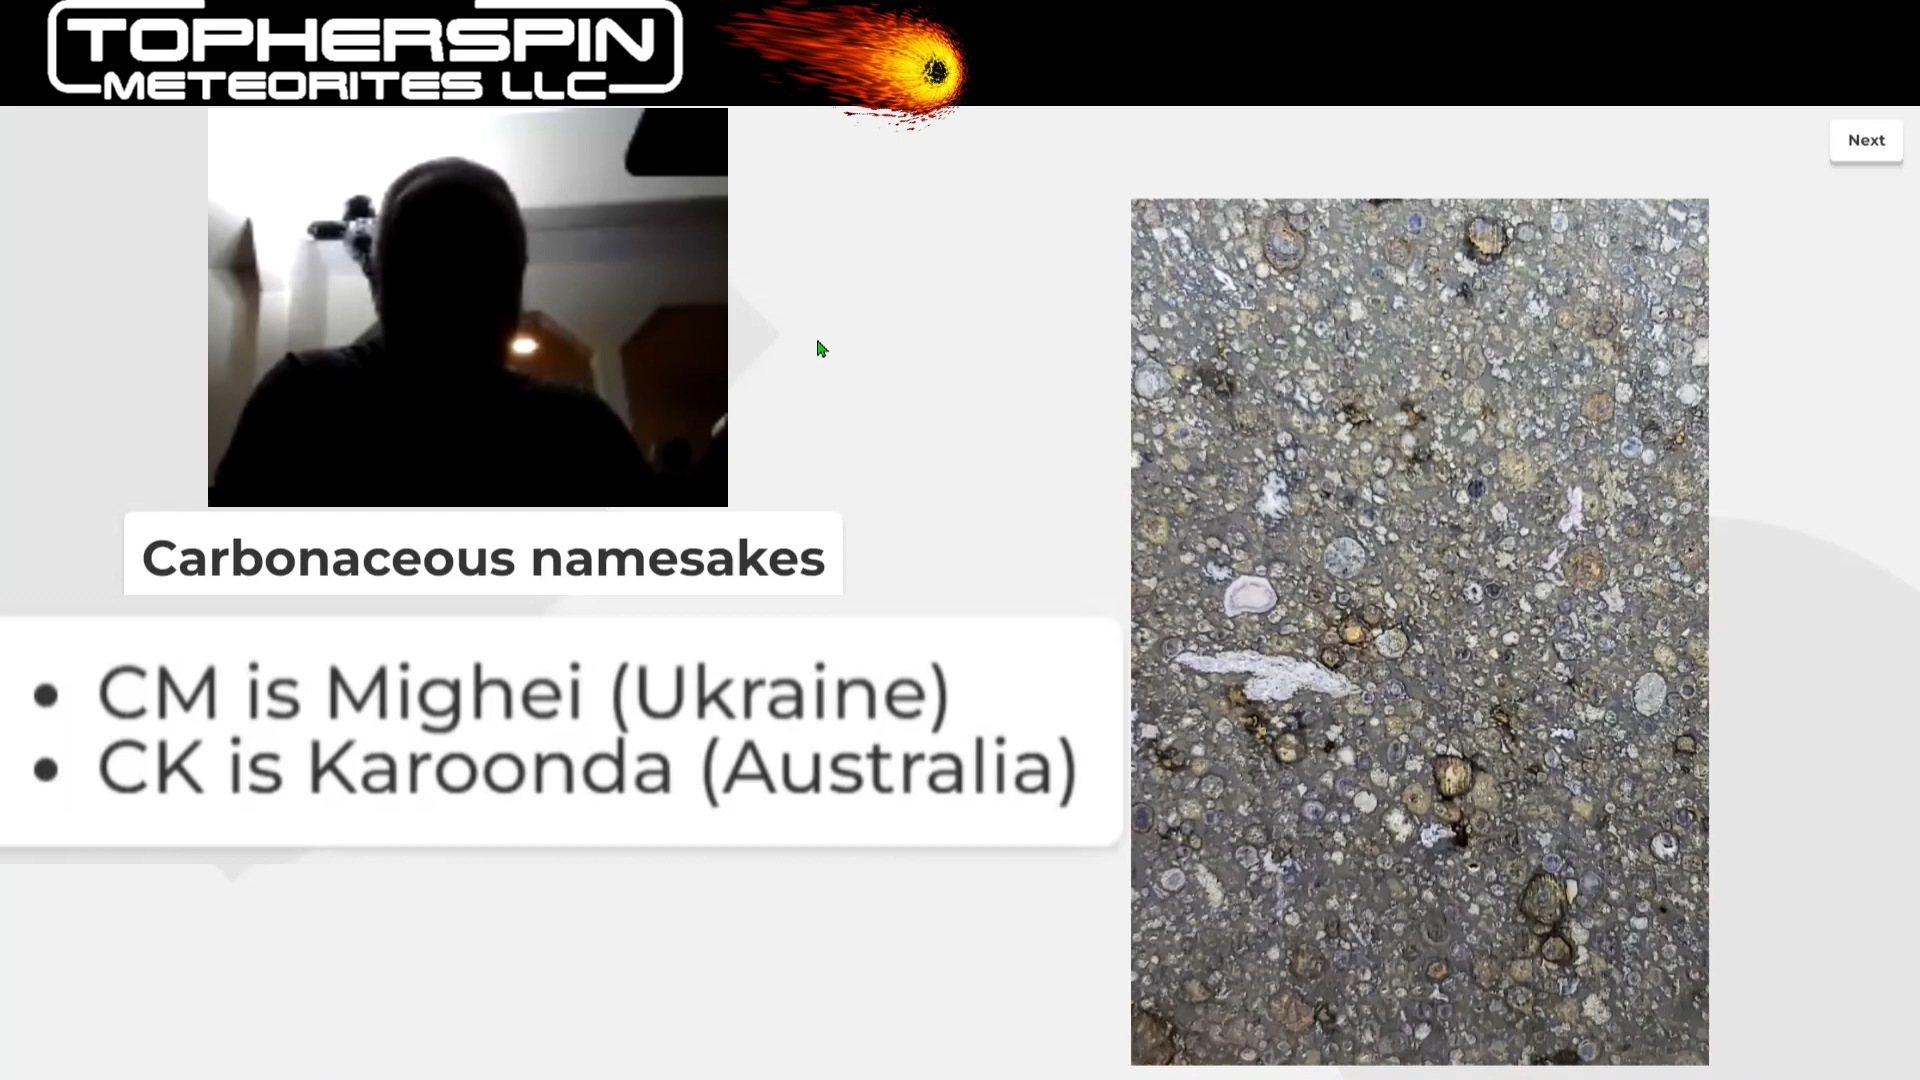 TOPHERSPIN
METEORITES LLC
Next
Carbonaceous namesakes
• CM is Mighei (Ukraine)
• CK is Karoonda (Australia)